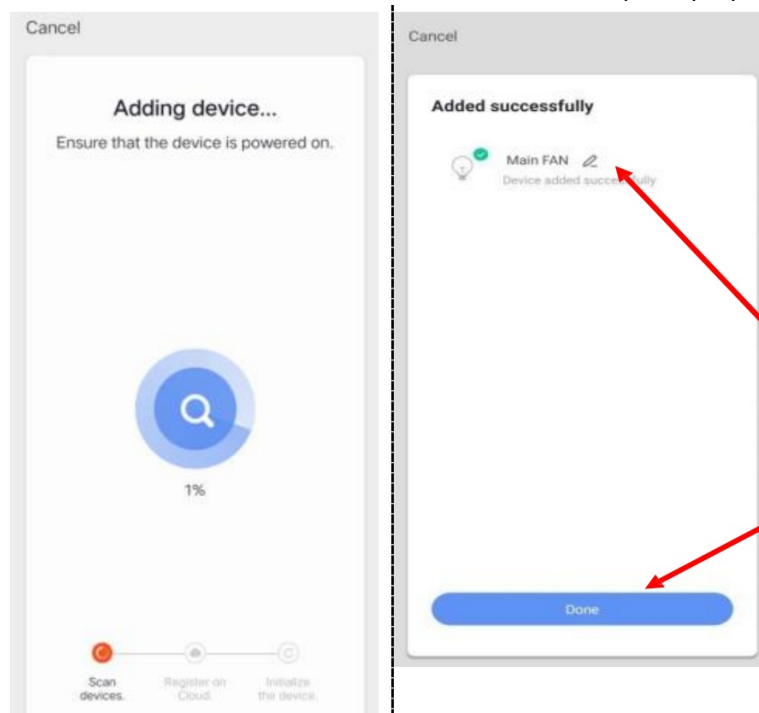 Cancel
Adding device...
Ensure that the device is powered on.
1%
Scan
devices.
Register on
Cloud.
Initialize
the device.
Cancel
Added successfully
Main FAN
Device added successfully
Done